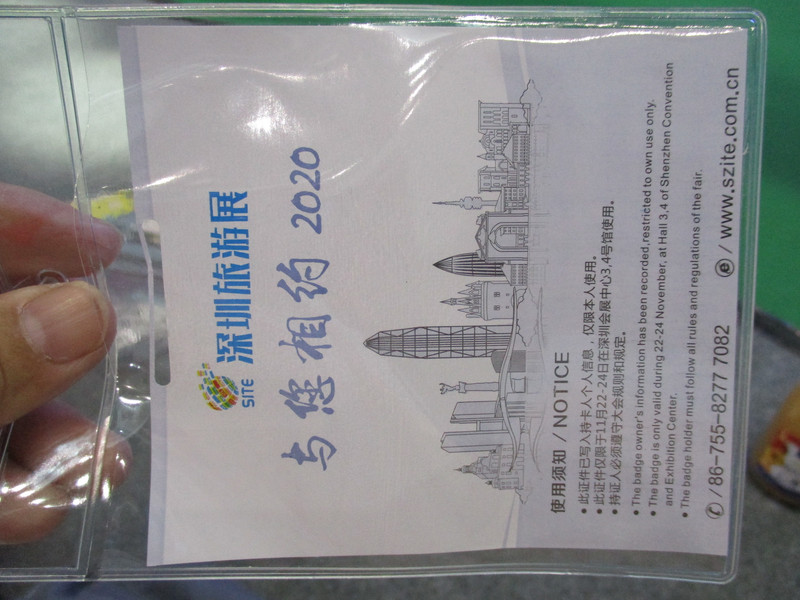 SITE 深圳旅游展
与您相约 2020
使用须知 / NOTICE
● 此证件已写入持卡人个人信息，仅限本人使用。
● 此证件仅限于11月22-24日在深圳会展中心3,4号馆使用。
● 持证人必须遵守大会规则和规定。
● The badge owner's information has been recorded,restricted to own use only.
● The badge is only valid during 22-24 November, at Hall 3,4 of Shenzhen Convention
and Exhibition Center.
● The badge holder must follow all rules and regulations of the fair.
✆ / 86-755-8277 7082 ⓔ / www.szite.com.cn